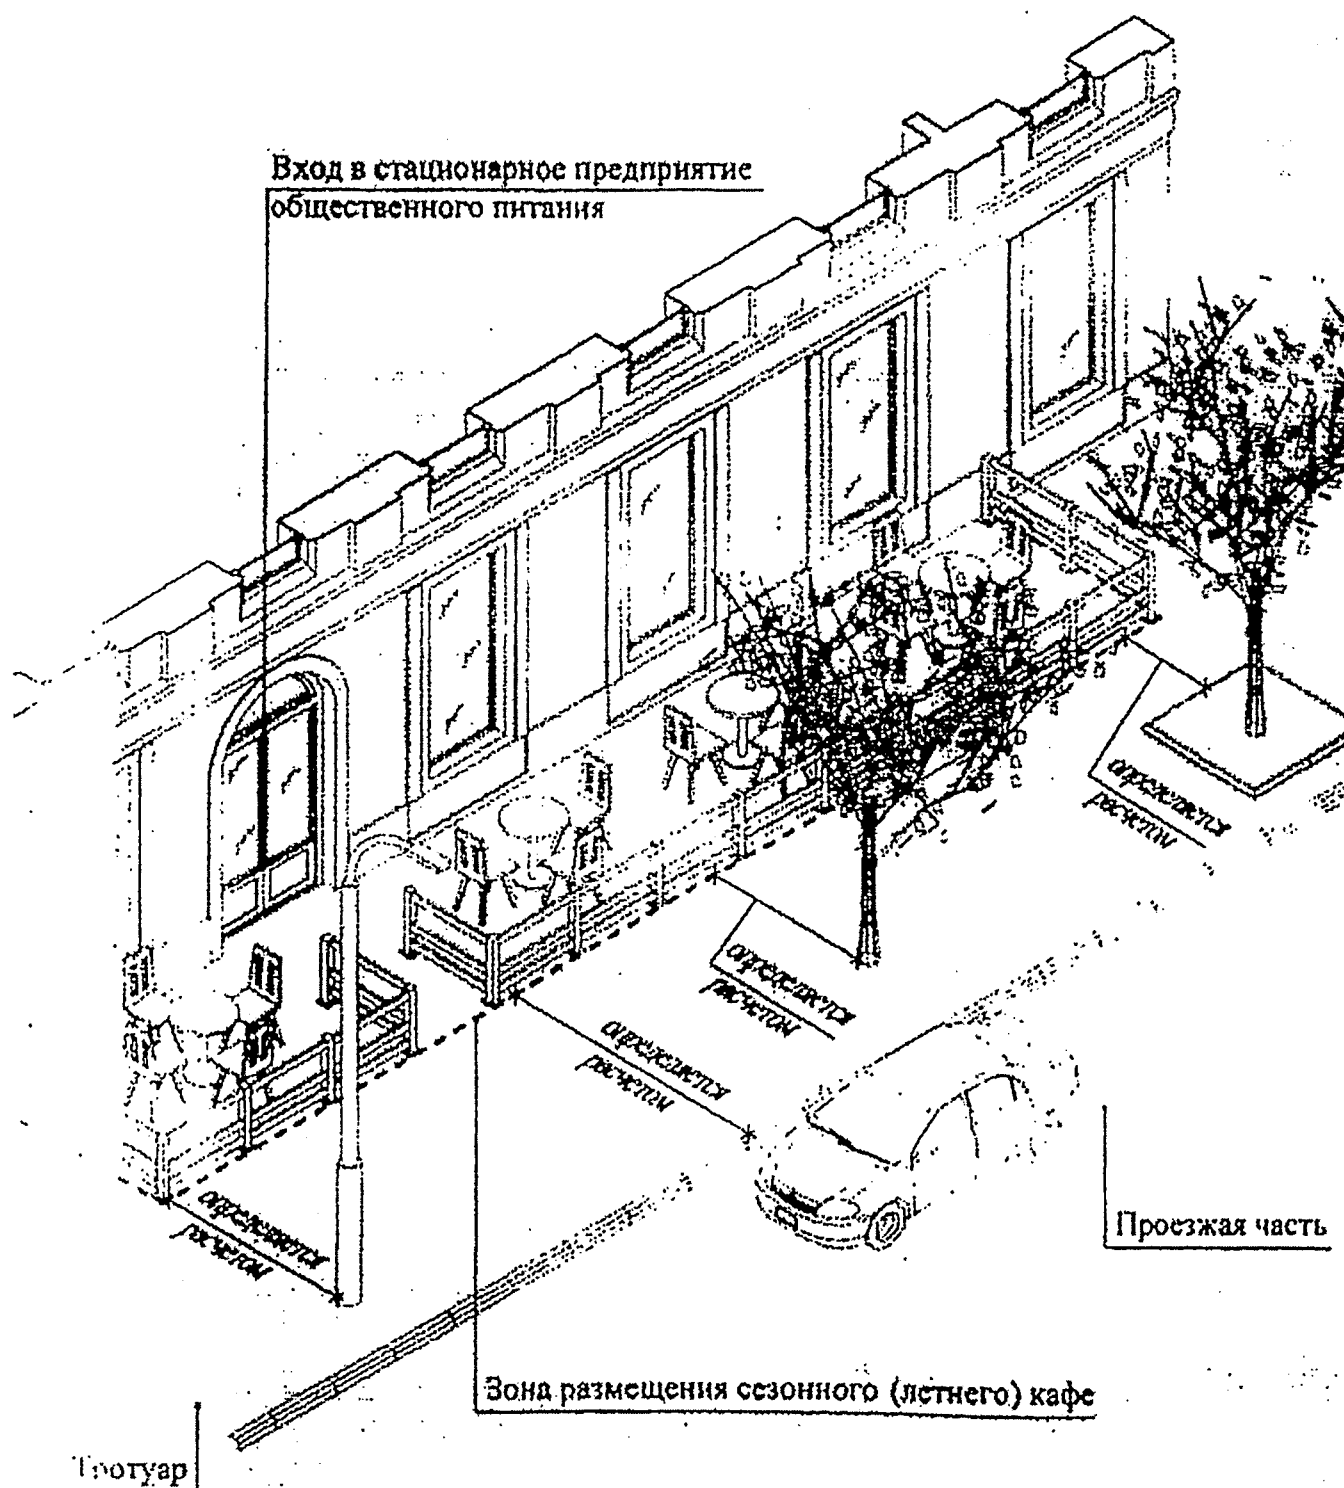 Вход в стационарное предприятие
общественного питания
определяется
расчетом
определяется
расчетом
определяется
расчетом
определяется
расчетом
Проезжая часть
Зона размещения сезонного (летнего) кафе
Тротуар